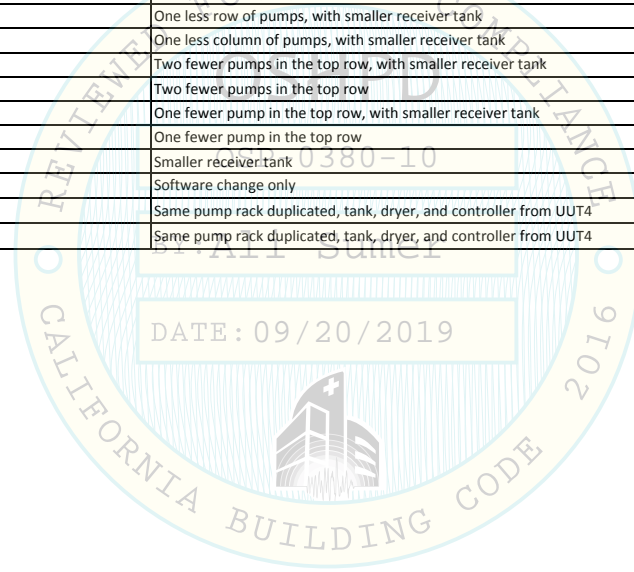 One less row of pumps, with smaller receiver tank
One less column of pumps, with smaller receiver tank
Two fewer pumps in the top row, with smaller receiver tank
Two fewer pumps in the top row
One fewer pump in the top row, with smaller receiver tank
One fewer pump in the top row
Smaller receiver tank
Software change only
Same pump rack duplicated, tank, dryer, and controller from UUT4
Same pump rack duplicated, tank, dryer, and controller from UUT4
REVIEWED
COMPLIANCE
OSHPD
OSP-0380-10
BY: Ali Sumer
DATE: 09/20/2019
CALIFORNIA BUILDING CODE 2016